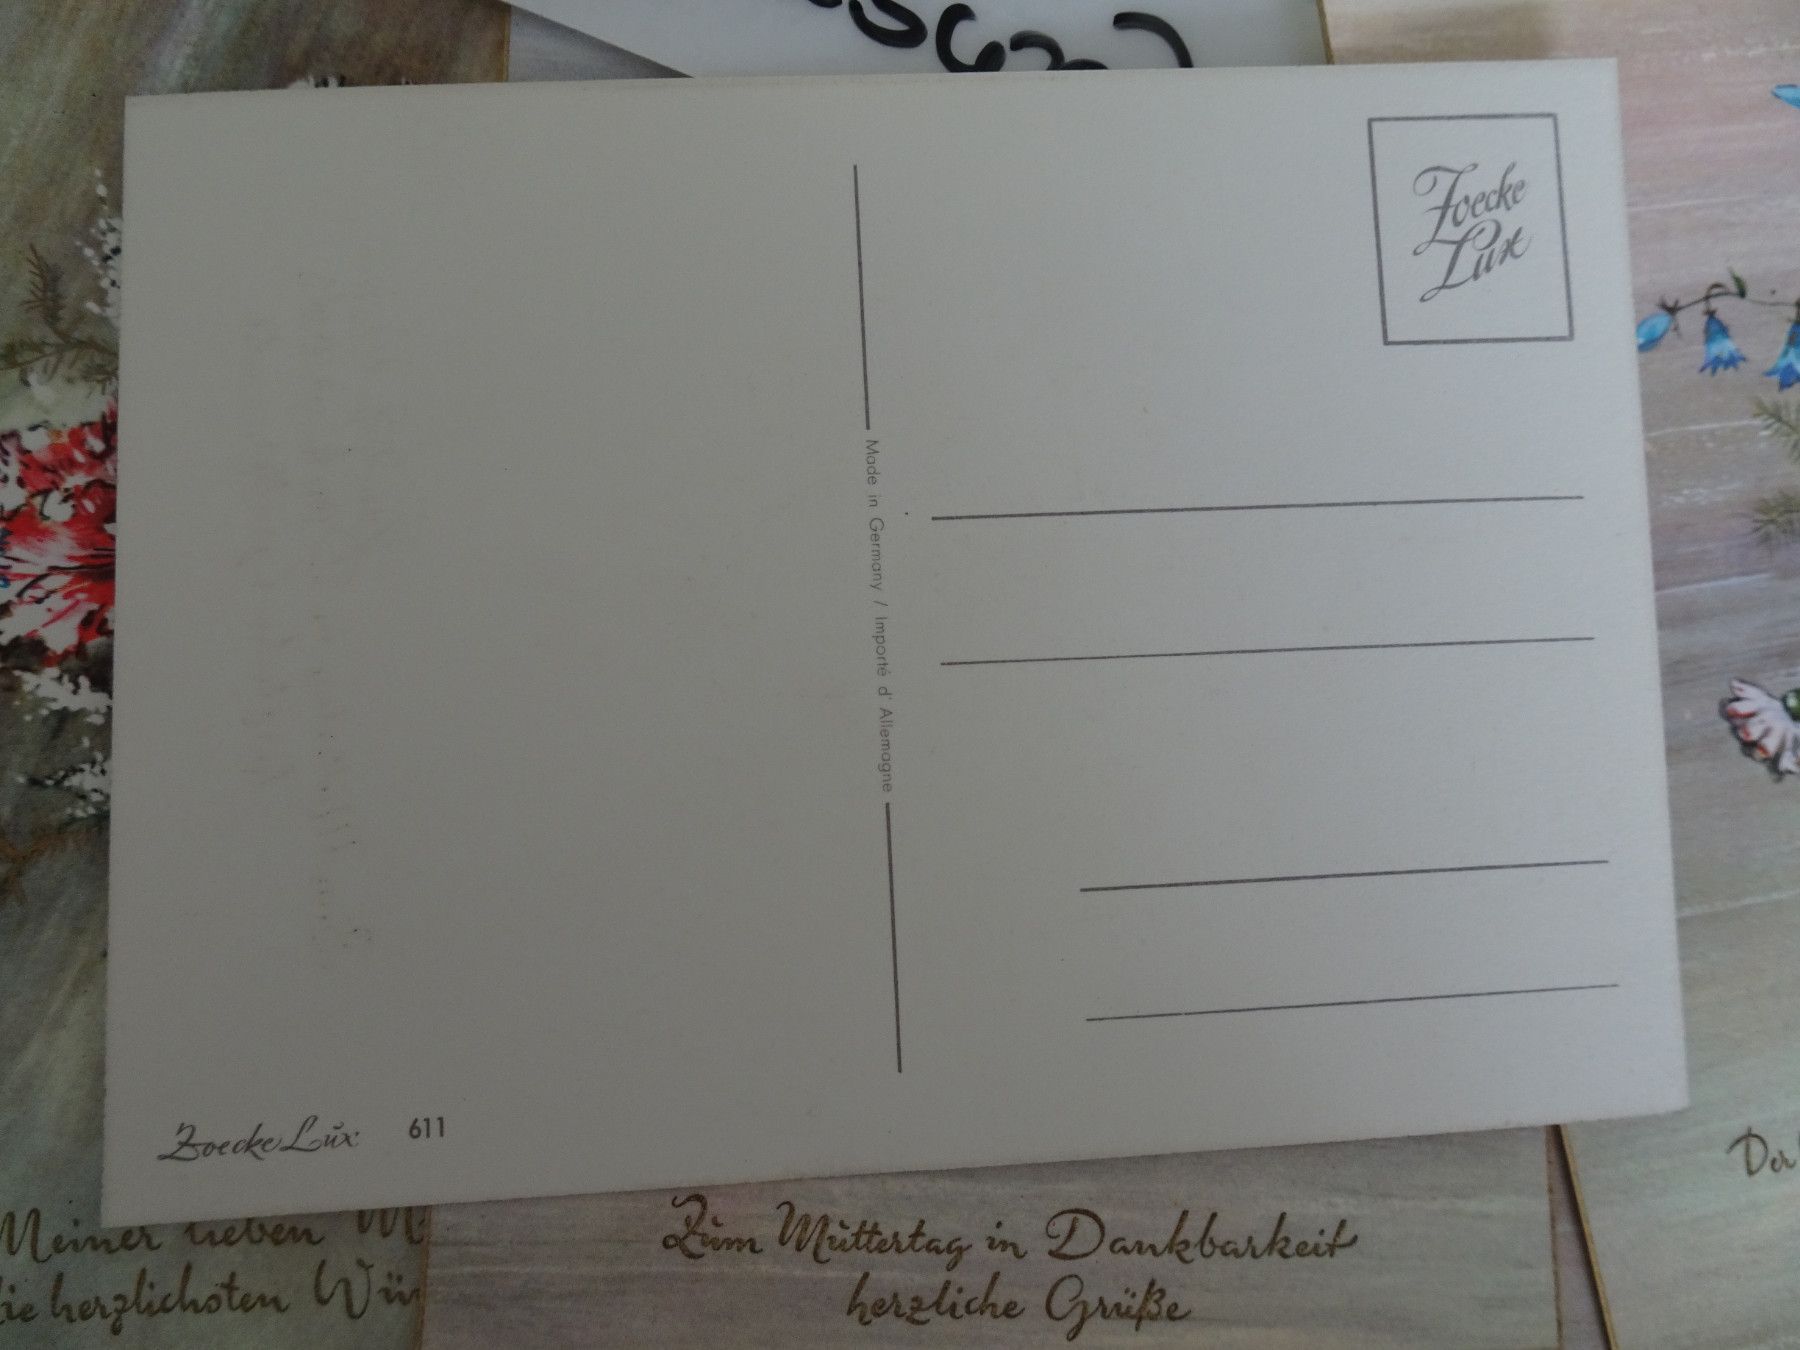 Zoecke
Lux
Made in Germany / Importé d' Allemagne
Zoecke Lux 611
Meiner lieben
herzlichsten
Zum Muttertag in Dankbarkeit
herzliche Grüße